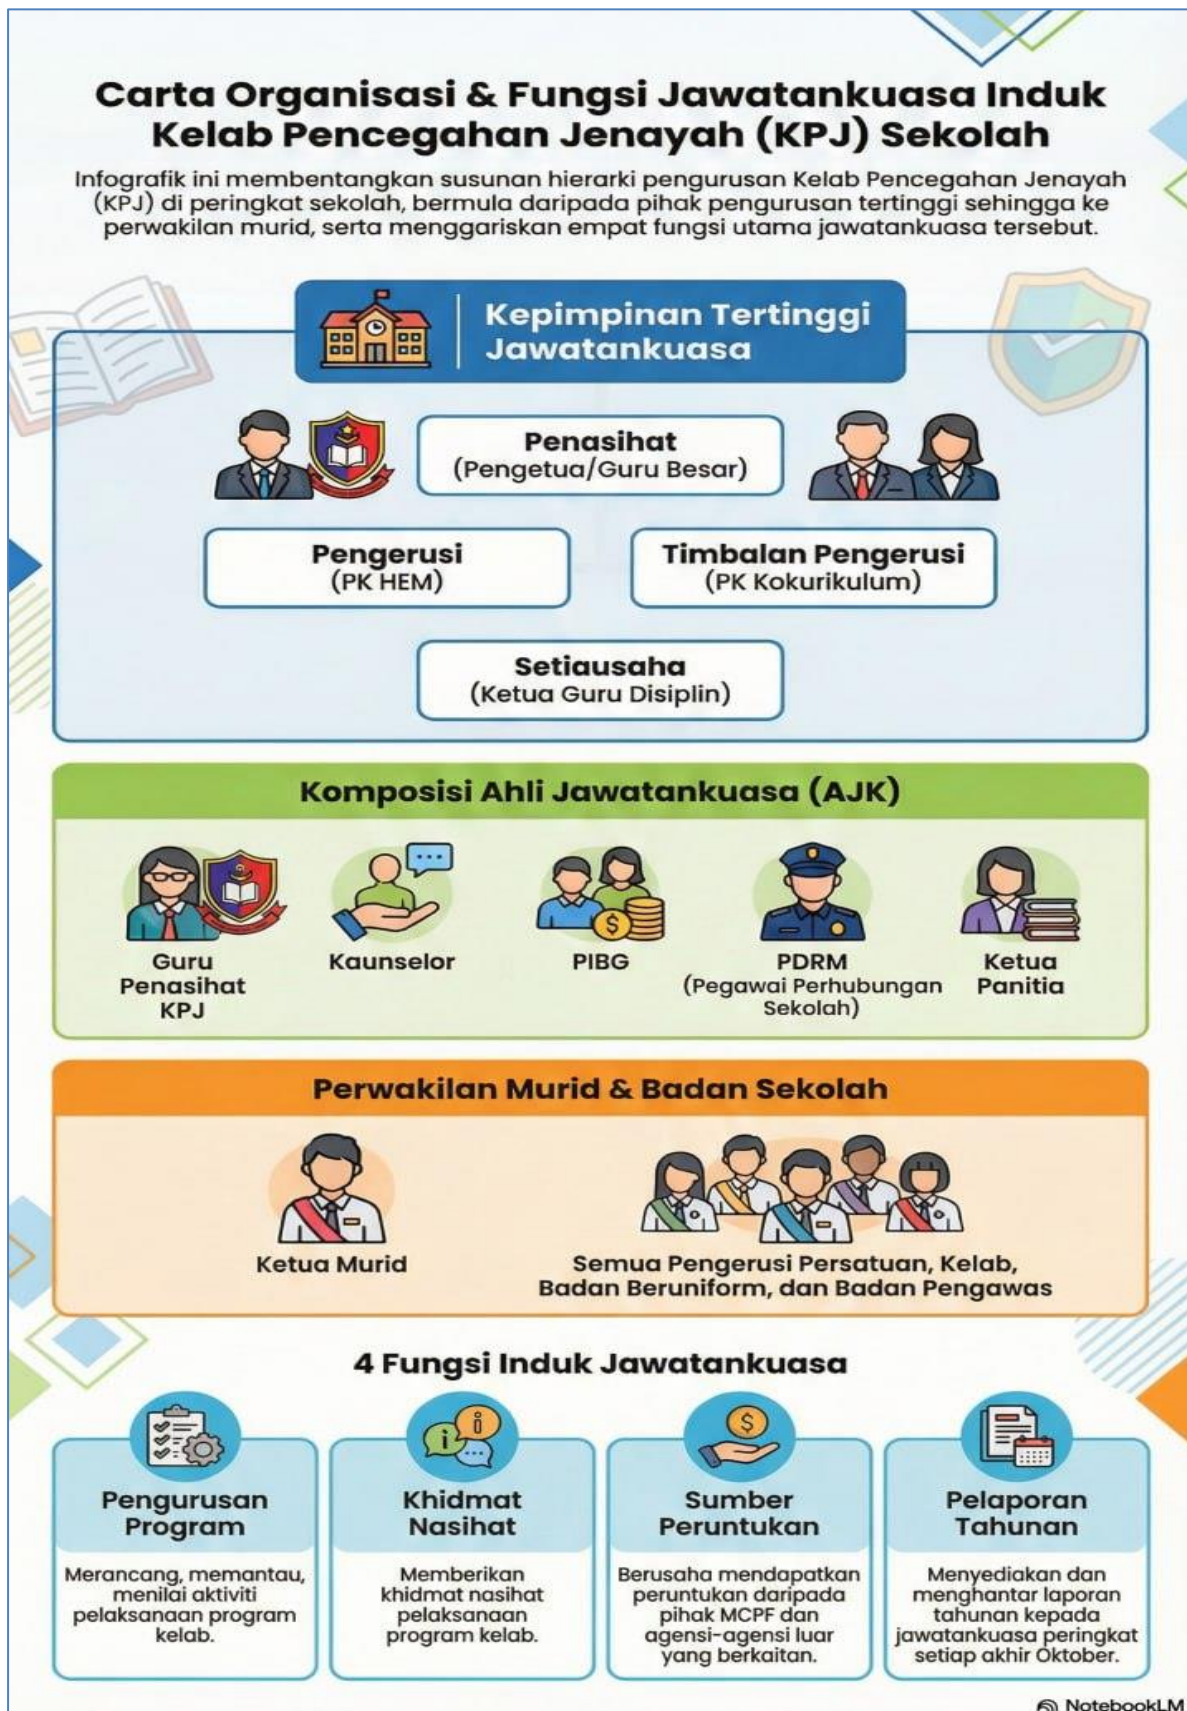 Carta Organisasi & Fungsi Jawatankuasa Induk
Kelab Pencegahan Jenayah (KPJ) Sekolah
Infografik ini membentangkan susunan hierarki pengurusan Kelab Pencegahan Jenayah
(KPJ) di peringkat sekolah, bermula daripada pihak pengurusan tertinggi sehingga ke
perwakilan murid, serta menggariskan empat fungsi utama jawatankuasa tersebut.
Kepimpinan Tertinggi
Jawatankuasa
Penasihat
(Pengetua/Guru Besar)
Pengerusi
(PK HEM)
Timbalan Pengerusi
(PK Kokurikulum)
Setiausaha
(Ketua Guru Disiplin)
Komposisi Ahli Jawatankuasa (AJK)
Guru
Penasihat
KPJ
Kaunselor
PIBG
PDRM
(Pegawai Perhubungan
Sekolah)
Ketua
Panitia
Perwakilan Murid & Badan Sekolah
Ketua Murid
Semua Pengerusi Persatuan, Kelab,
Badan Beruniform, dan Badan Pengawas
4 Fungsi Induk Jawatankuasa
Pengurusan
Program
Merancang, memantau,
menilai aktiviti
pelaksanaan program
kelab.
Khidmat
Nasihat
Memberikan
khidmat nasihat
pelaksanaan
program kelab.
Sumber
Peruntukan
Berusaha mendapatkan
peruntukan daripada
pihak MCPF dan
agensi-agensi luar
yang berkaitan.
Pelaporan
Tahunan
Menyediakan dan
menghantar laporan
tahunan kepada
jawatankuasa peringkat
setiap akhir Oktober.
NotebookLM